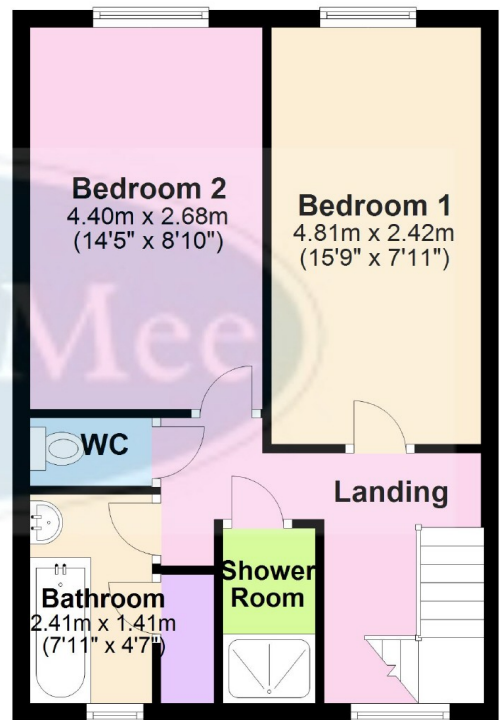 Bedroom 2
4.40m x 2.68m
(14'5" x 8'10")
Bedroom 1
4.81m x 2.42m
(15'9" x 7'11")
Mee
WC
Landing
Shower
Room
Bathroom
2.41m x 1.41m
(7'11" x 4'7")